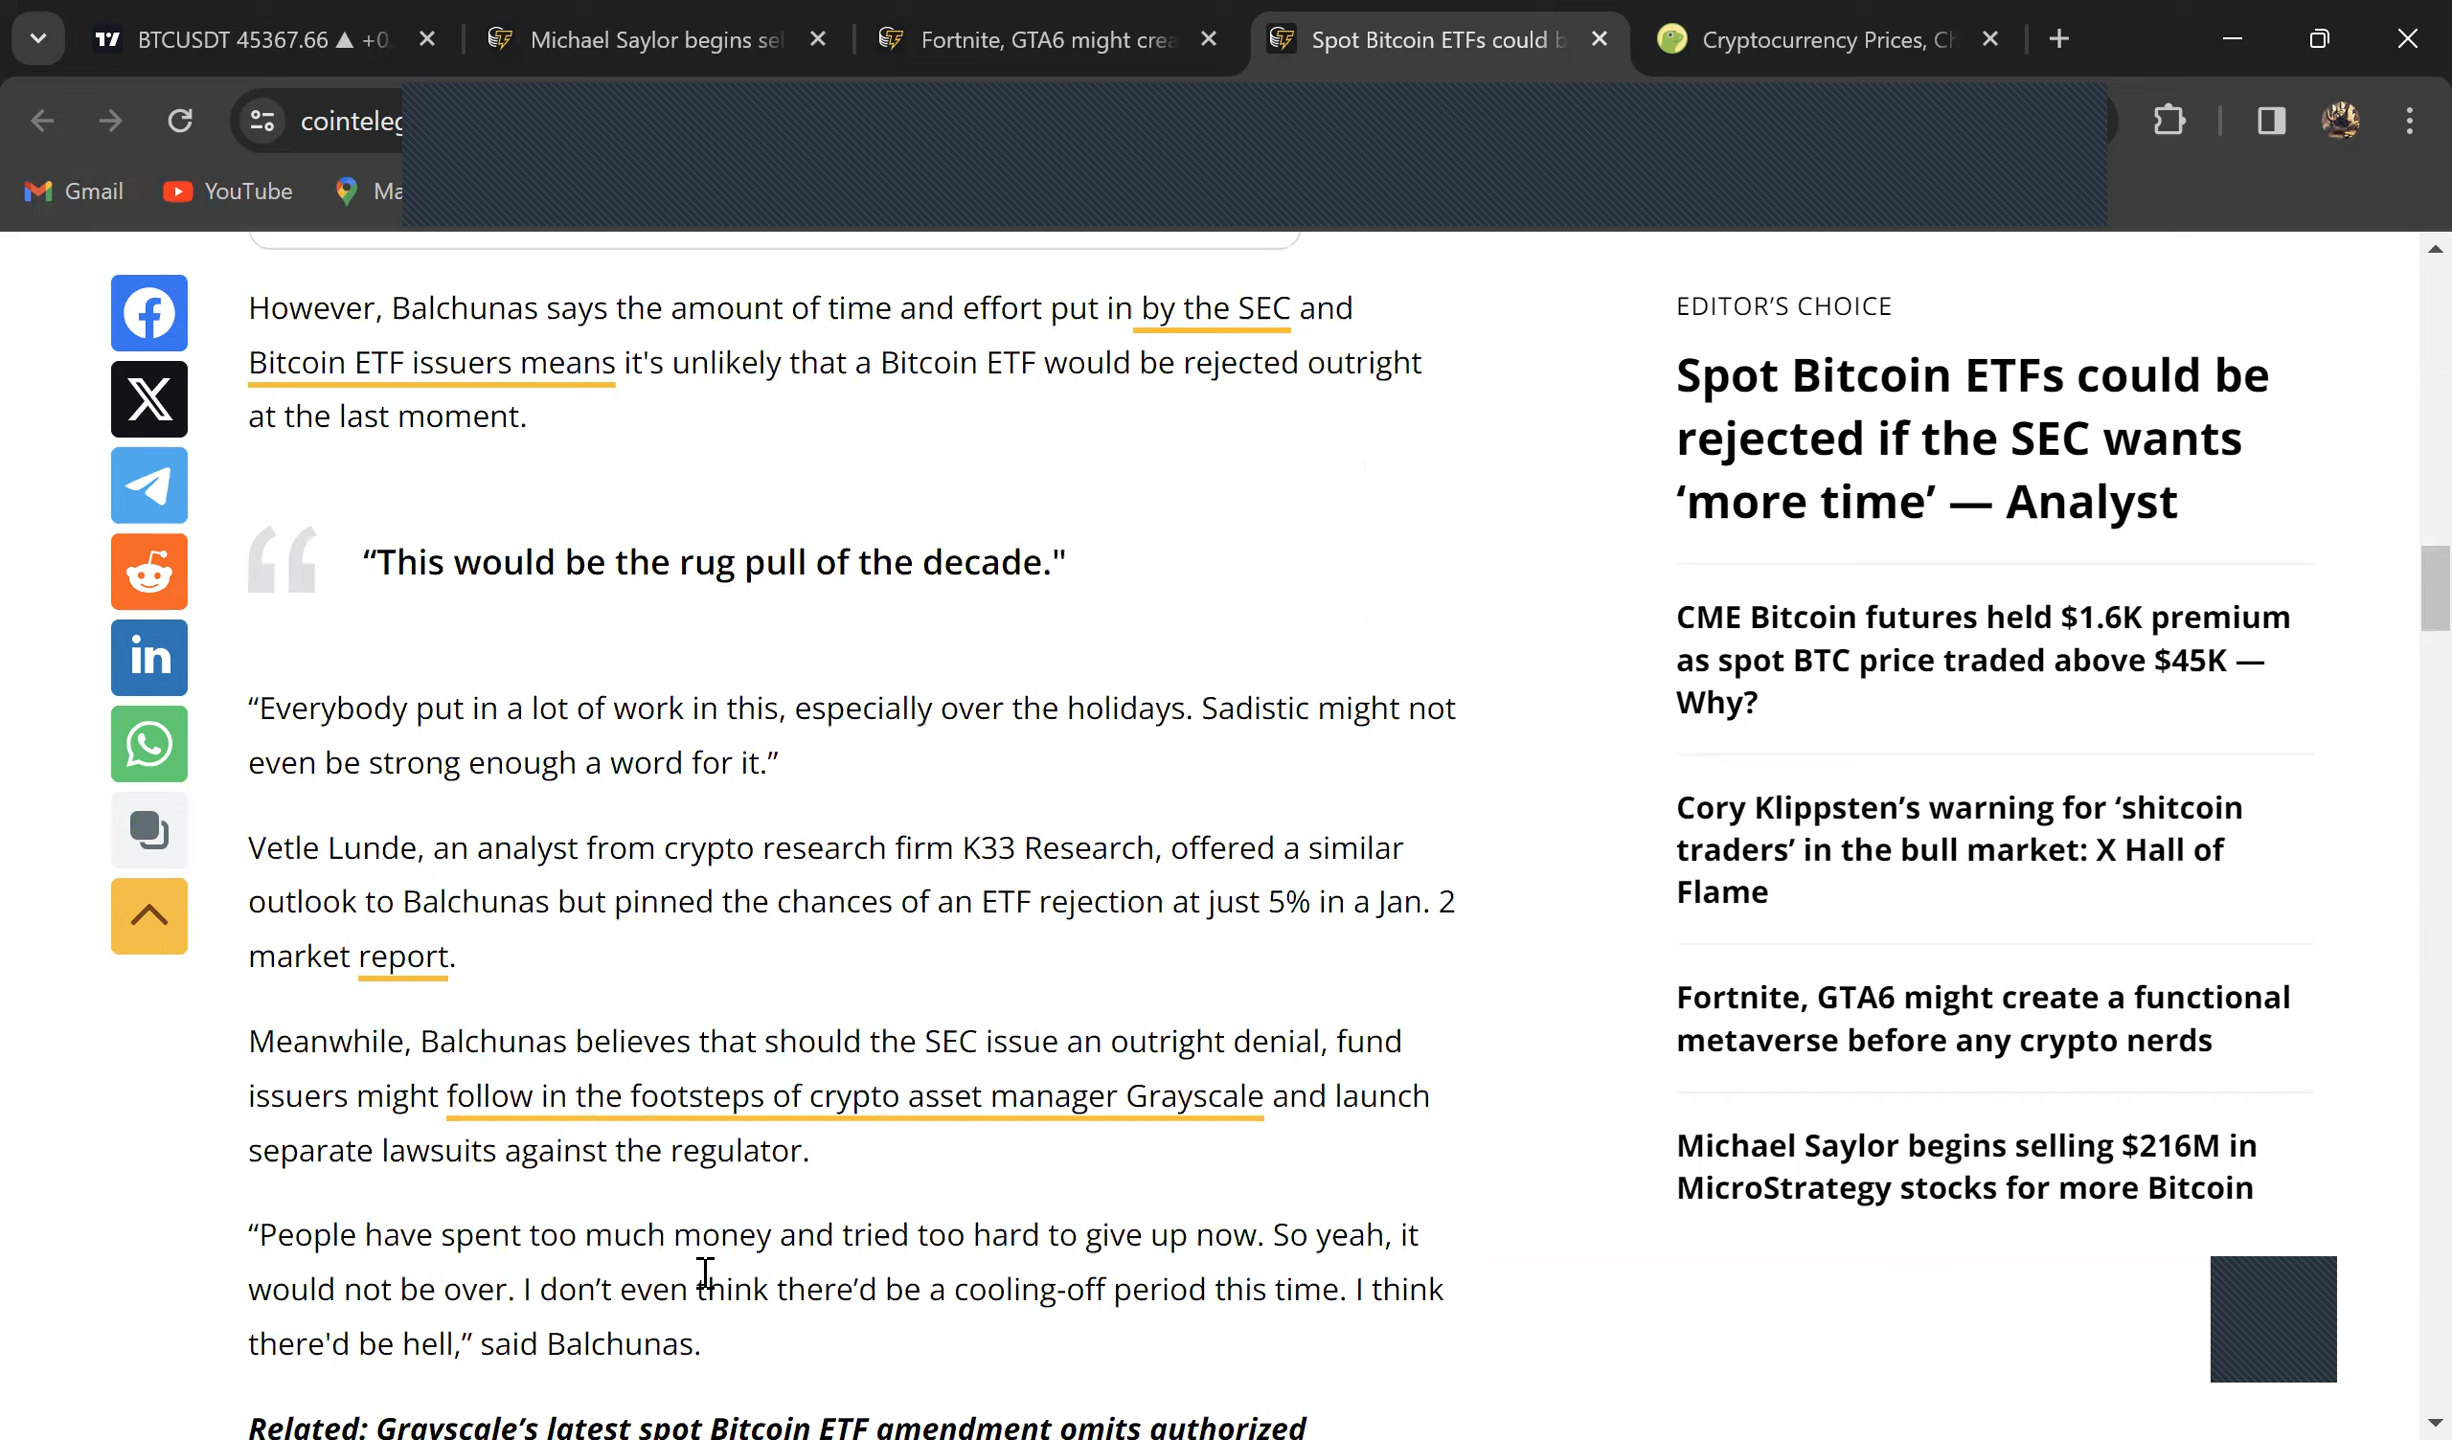 BTCUSDT 45367.66 ▲ +0.
Michael Saylor begins sel
Fortnite, GTA6 might crea
Spot Bitcoin ETFs could b
Cryptocurrency Prices, Ch
cointeleg
Gmail
YouTube
Ma
However, Balchunas says the amount of time and effort put in by the SEC and
Bitcoin ETF issuers means it's unlikely that a Bitcoin ETF would be rejected outright
at the last moment.
“This would be the rug pull of the decade."
“Everybody put in a lot of work in this, especially over the holidays. Sadistic might not
even be strong enough a word for it.”
Vetle Lunde, an analyst from crypto research firm K33 Research, offered a similar
outlook to Balchunas but pinned the chances of an ETF rejection at just 5% in a Jan. 2
market report.
Meanwhile, Balchunas believes that should the SEC issue an outright denial, fund
issuers might follow in the footsteps of crypto asset manager Grayscale and launch
separate lawsuits against the regulator.
“People have spent too much money and tried too hard to give up now. So yeah, it
would not be over. I don’t even think there’d be a cooling-off period this time. I think
there'd be hell,” said Balchunas.
Related: Grayscale’s latest spot Bitcoin ETF amendment omits authorized
EDITOR’S CHOICE
Spot Bitcoin ETFs could be
rejected if the SEC wants
‘more time’ — Analyst
CME Bitcoin futures held $1.6K premium
as spot BTC price traded above $45K —
Why?
Cory Klippsten’s warning for ‘shitcoin
traders’ in the bull market: X Hall of
Flame
Fortnite, GTA6 might create a functional
metaverse before any crypto nerds
Michael Saylor begins selling $216M in
MicroStrategy stocks for more Bitcoin